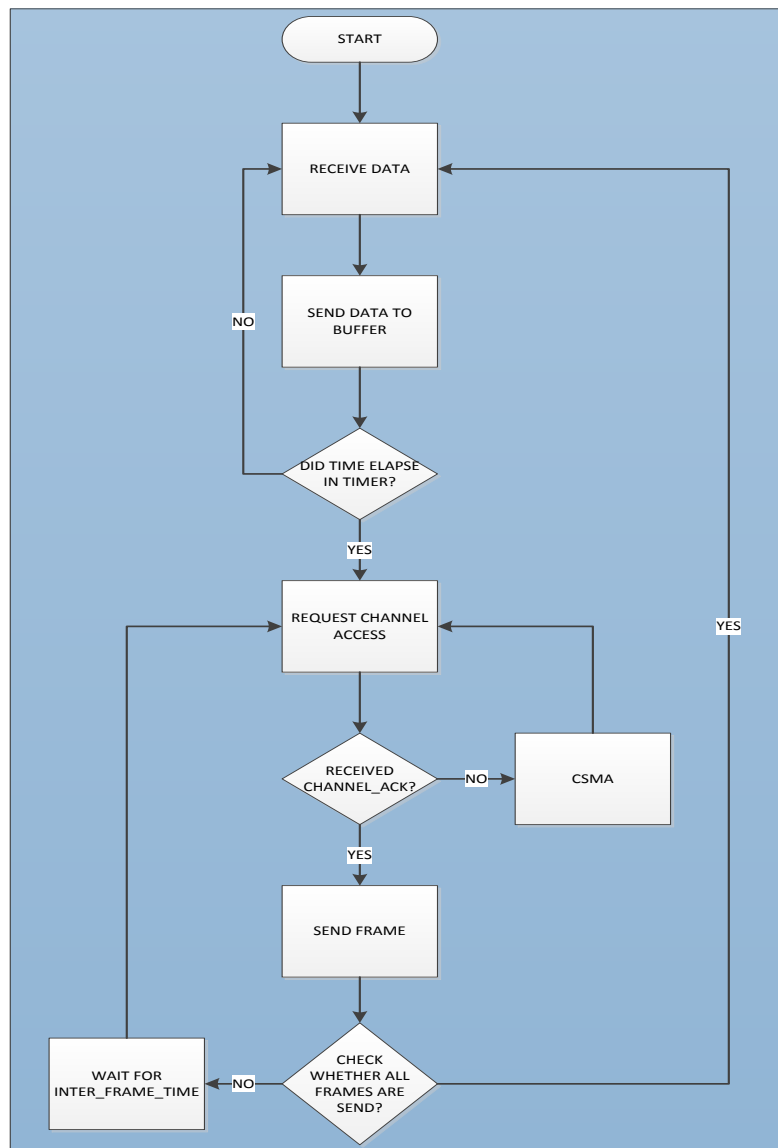 START
RECEIVE DATA
SEND DATA TO
BUFFER
NO
DID TIME ELAPSE
IN TIMER?
YES
REQUEST CHANNEL
ACCESS
YES
RECEIVED
CHANNEL_ACK?
NO
CSMA
YES
SEND FRAME
CHECK
WHETHER ALL
FRAMES ARE
SEND?
NO
WAIT FOR
INTER_FRAME_TIME